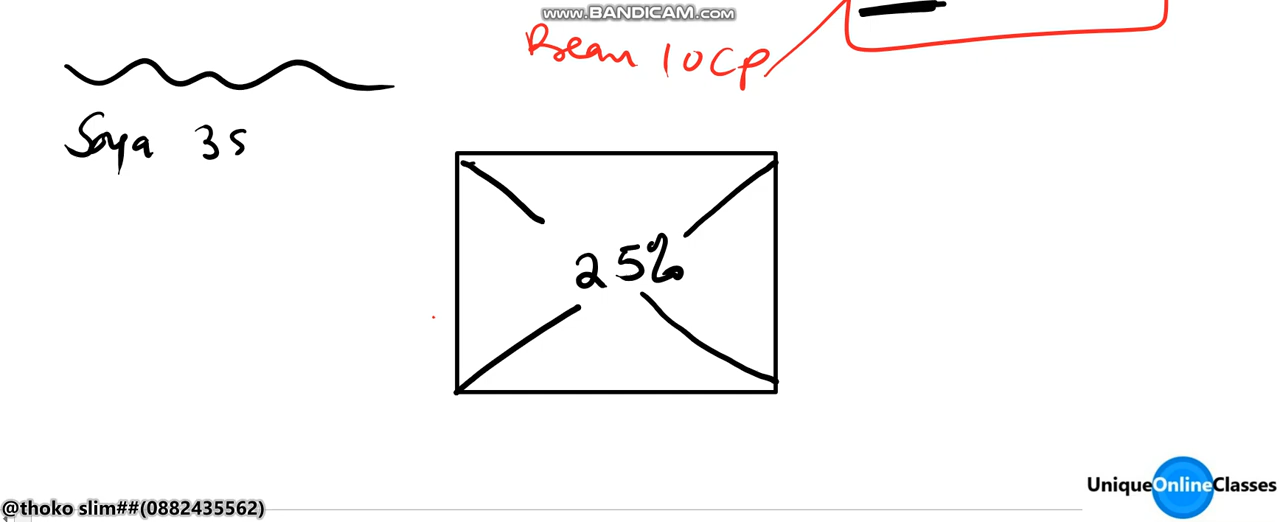 www.BANDICAM.com
Bean 10CP
Soya 35
25%
UniqueOnlineClasses
@thoko slim##(0882435562)